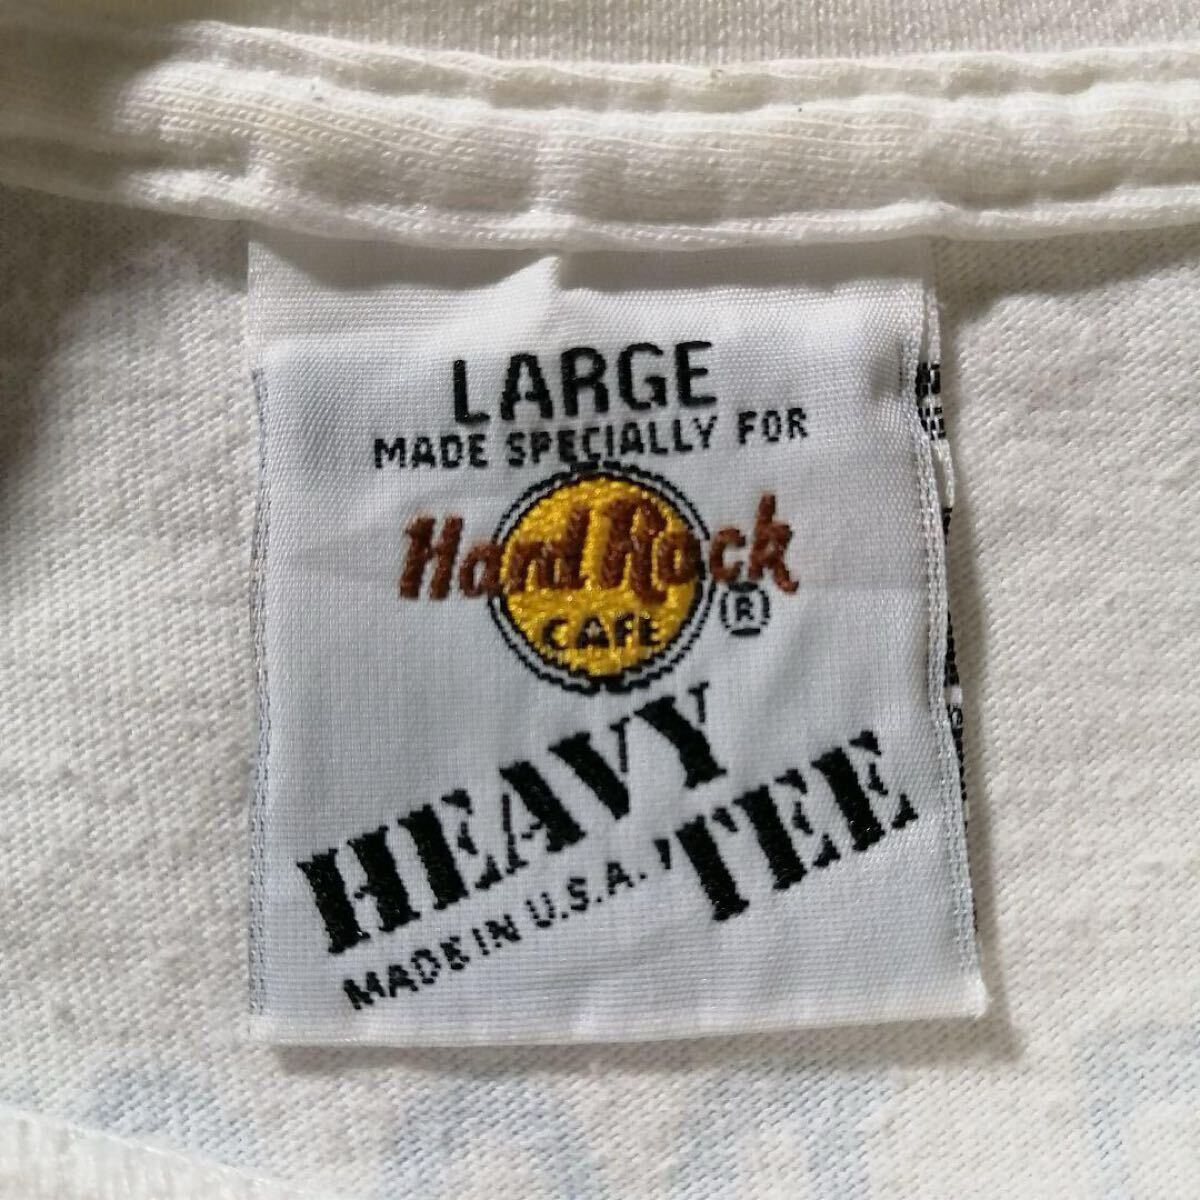 LARGE
MADE SPECIALLY FOR
Hard Rock
CAFE ®
HEAVY
TEE
MADE IN U.S.A.